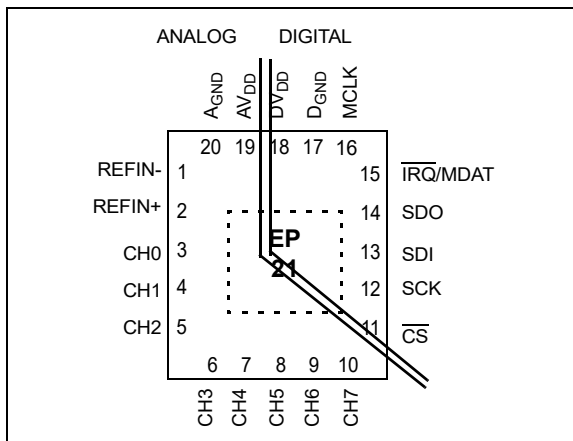 ANALOG DIGITAL
AGND AVDD DVDD DGND MCLK
20 19 18 17 16
REFIN- 1 15 IRQ/MDAT
REFIN+ 2 14 SDO
EP
CH0 3 13 SDI
21
CH1 4 12 SCK
CH2 5 11 CS
6 7 8 9 10
CH3 CH4 CH5 CH6 CH7